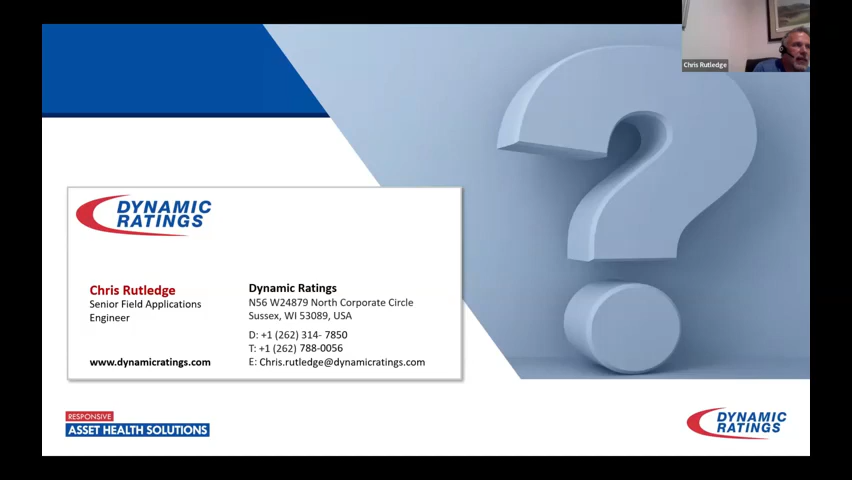 Chris Rutledge
DYNAMIC
RATINGS
Chris Rutledge
Senior Field Applications
Engineer
www.dynamicratings.com
Dynamic Ratings
N56 W24879 North Corporate Circle
Sussex, WI 53089, USA
D: +1 (262) 314- 7850
T: +1 (262) 788-0056
E: Chris.rutledge@dynamicratings.com
RESPONSIVE
ASSET HEALTH SOLUTIONS
DYNAMIC
RATINGS